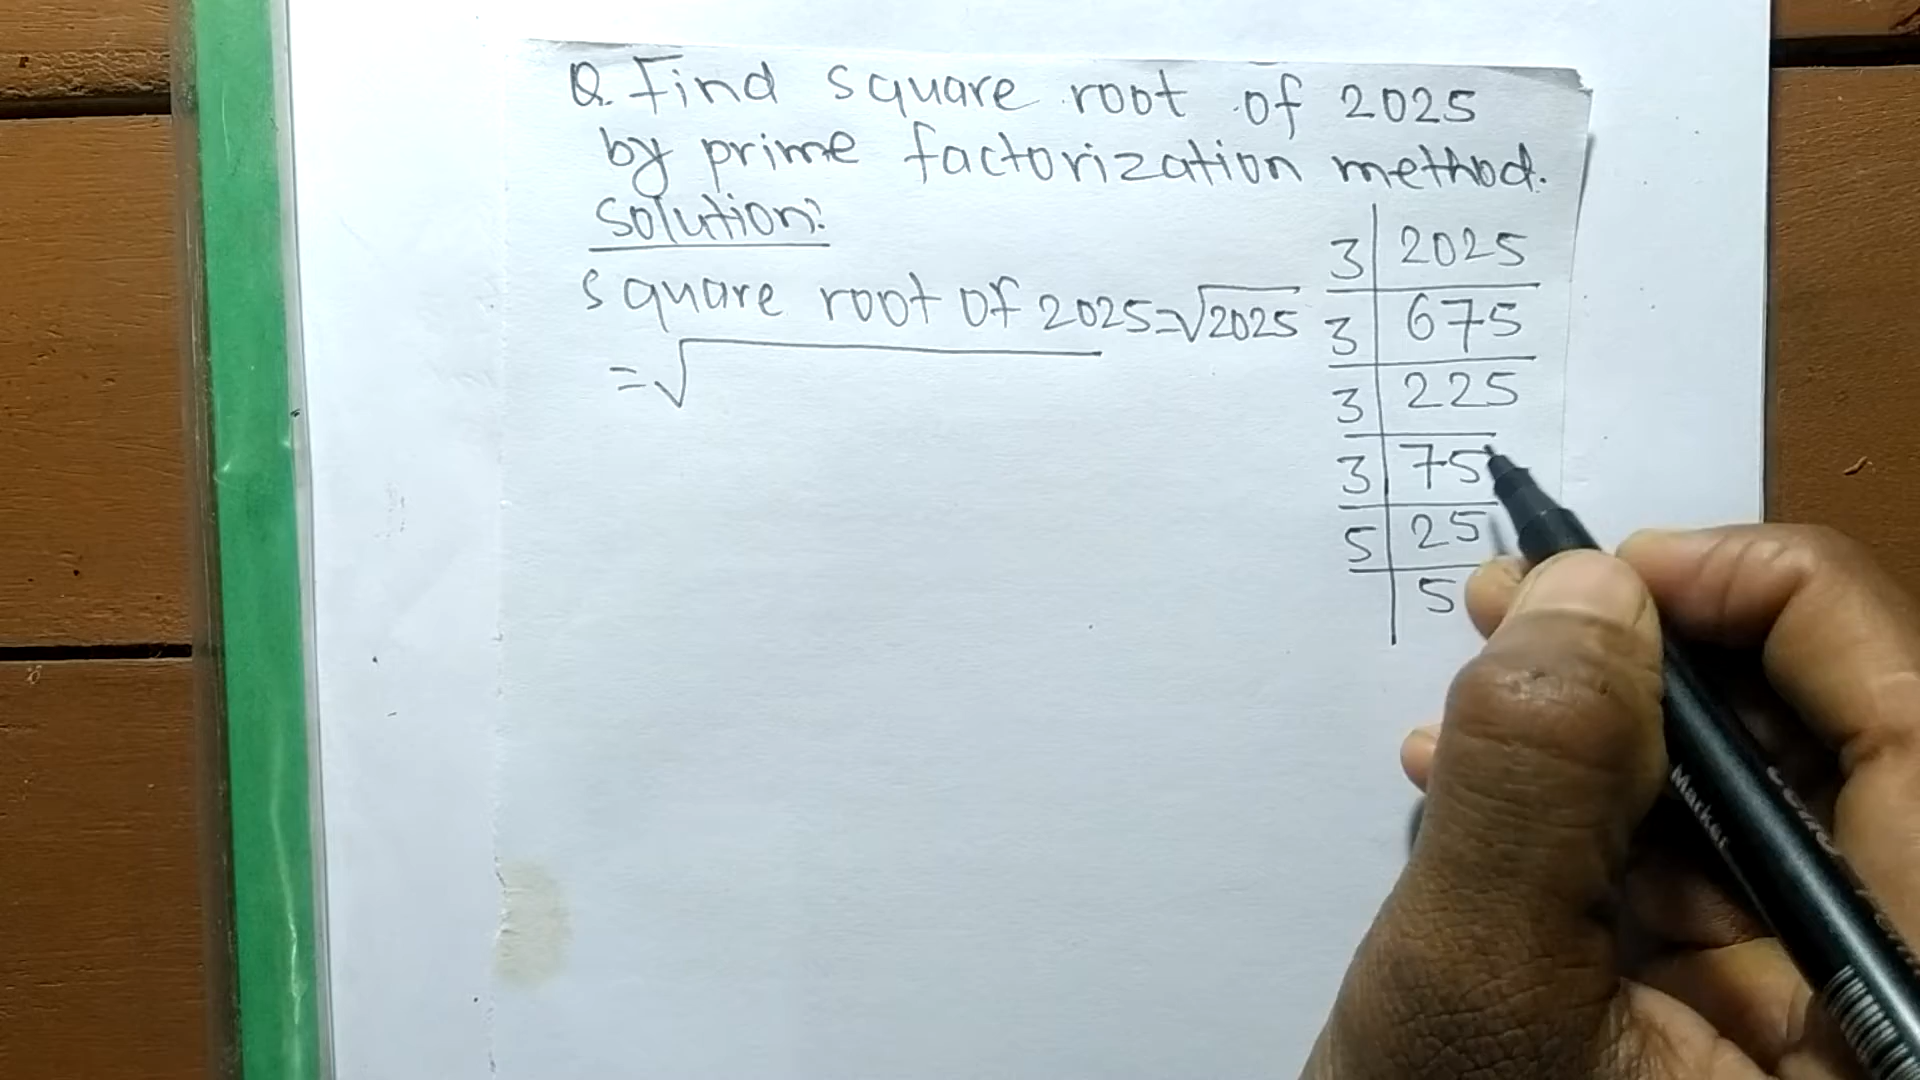 Q. Find square root of 2025
by prime factorization method.
Solution:
square root of 2025=√2025
=√
3 | 2025
3 | 675
3 | 225
3 | 75
5 | 25
| 5
Marker